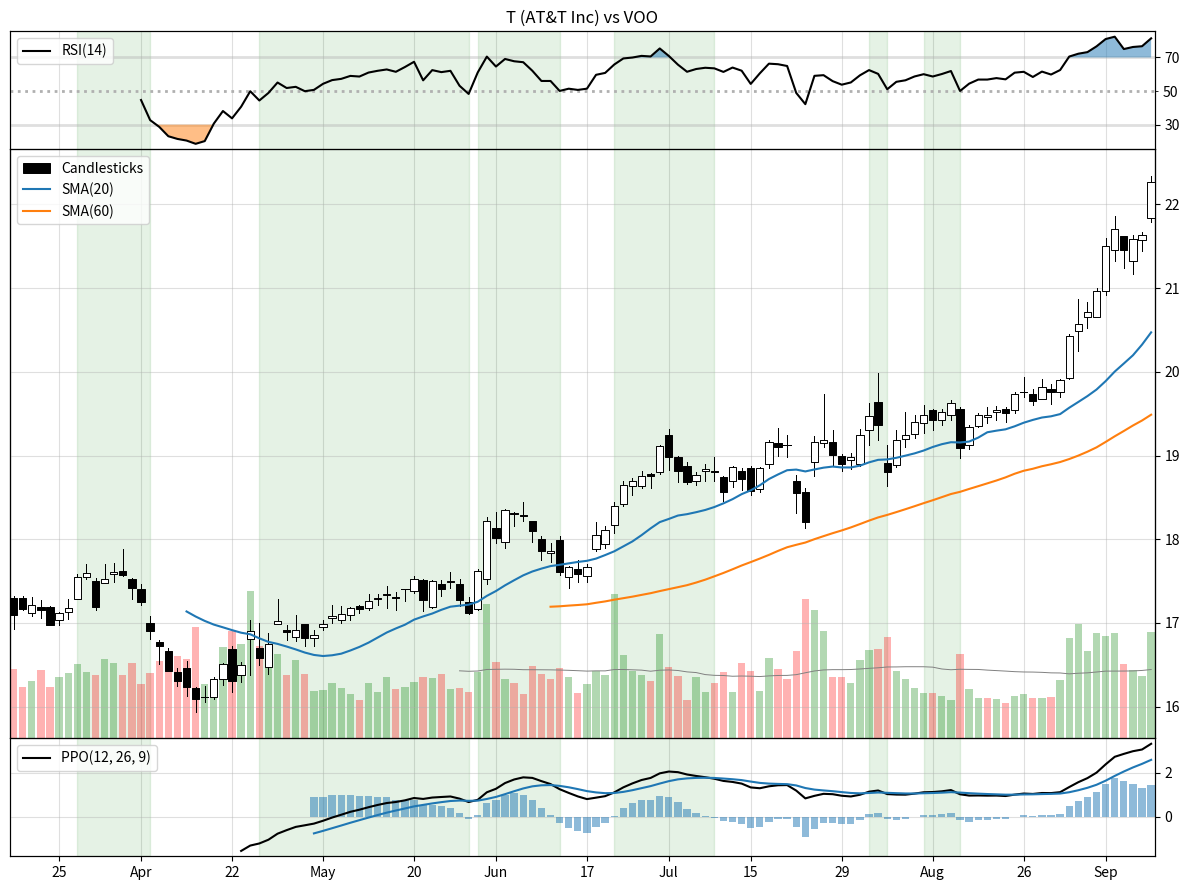 T (AT&T Inc) vs VOO
RSI(14)
70
50
30
Candlesticks
SMA(20)
SMA(60)
22
21
20
19
18
17
16
PPO(12, 26, 9)
2
0
25 Apr 22 May 20 Jun 17 Jul 15 29 Aug 26 Sep